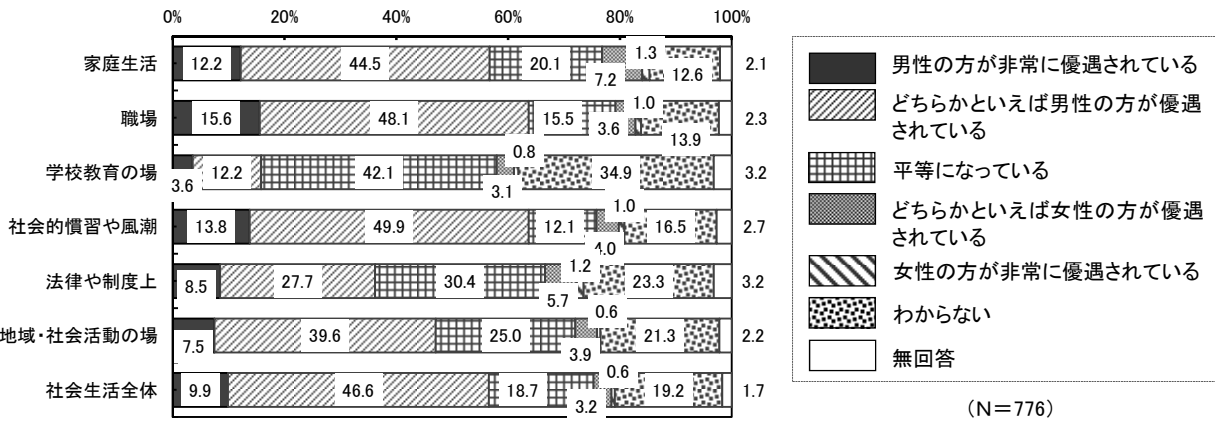 0% 20% 40% 60% 80% 100%
家庭生活 12.2 44.5 20.1 7.2 1.3 12.6 2.1
職場 15.6 48.1 15.5 3.6 1.0 13.9 2.3
学校教育の場 3.6 12.2 42.1 3.1 0.8 34.9 3.2
社会的慣習や風潮 13.8 49.9 12.1 4.0 1.0 16.5 2.7
法律や制度上 8.5 27.7 30.4 5.7 1.2 23.3 3.2
地域・社会活動の場 7.5 39.6 25.0 3.9 0.6 21.3 2.2
社会生活全体 9.9 46.6 18.7 3.2 0.6 19.2 1.7
男性の方が非常に優遇されている
どちらかといえば男性の方が優遇
されている
平等になっている
どちらかといえば女性の方が優遇
されている
女性の方が非常に優遇されている
わからない
無回答
(N=776)